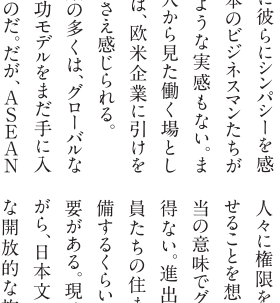 に彼らにシンパシーを感
本のビジネスマンたちが
ような実感もない。ま
人から見た働く場とし
は、欧米企業に引けを
さえ感じられる。
の多くは、グローバルな
功モデルをまだ手に入
のだ。だが、ASEAN
人々に権限を
せることを想
当の意味でグ
得ない。進出
員たちの住
備するくらい
要がある。現
がら、日本文
な開放的な